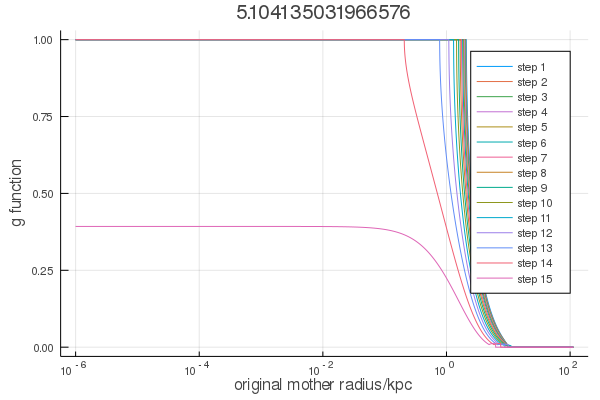 5.104135031966576
1.00
0.75
0.50
0.25
0.00
g function
step 1
step 2
step 3
step 4
step 5
step 6
step 7
step 8
step 9
step 10
step 11
step 12
step 13
step 14
step 15
10^-6 10^-4 10^-2 10^0 10^2
original mother radius/kpc